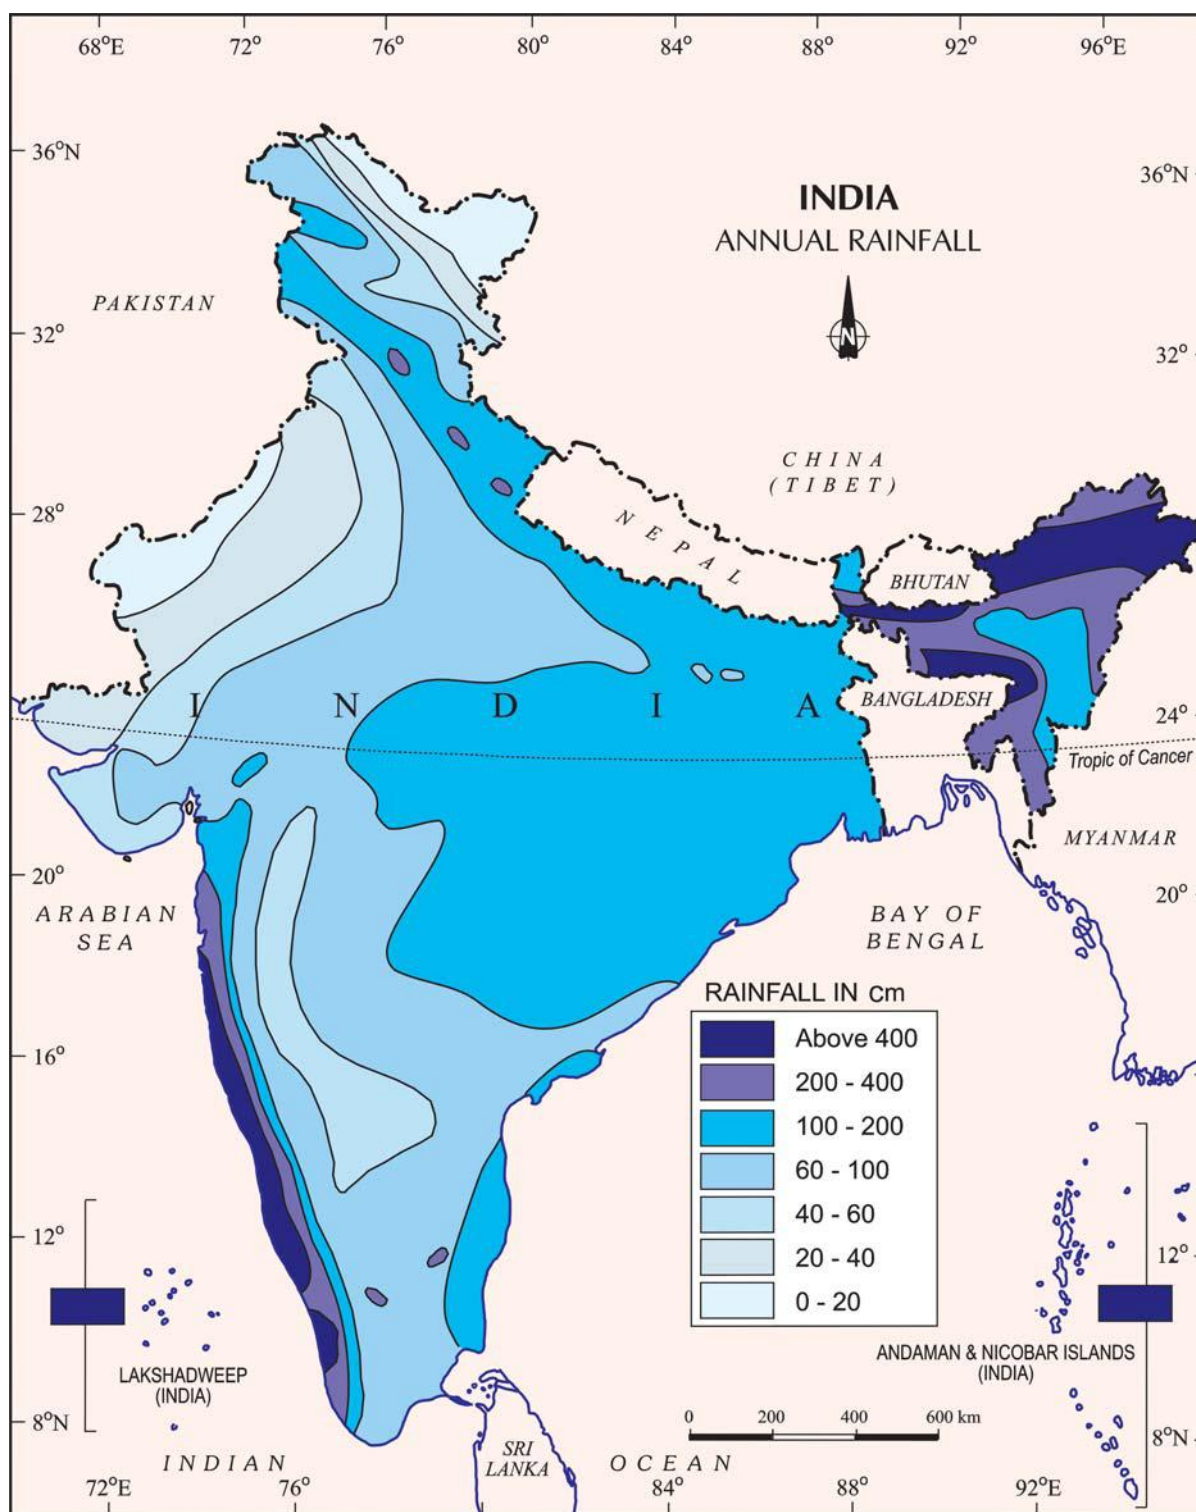 68°E 72° 76° 80° 84° 88° 92° 96°E
36°N
36°N
INDIA
ANNUAL RAINFALL
N
PAKISTAN
32°
32°
CHINA
(TIBET)
28°
NEPAL
BHUTAN
INDIA
BANGLADESH
24°
Tropic of Cancer
MYANMAR
20°
20°
ARABIAN
SEA
BAY OF
BENGAL
RAINFALL IN cm
Above 400
200 - 400
100 - 200
60 - 100
40 - 60
20 - 40
0 - 20
16°
12°
12°
LAKSHADWEEP
(INDIA)
ANDAMAN & NICOBAR ISLANDS
(INDIA)
8°N
8°N
0 200 400 600 km
INDIAN OCEAN
SRI
LANKA
72°E 76° 84° 88° 92°E